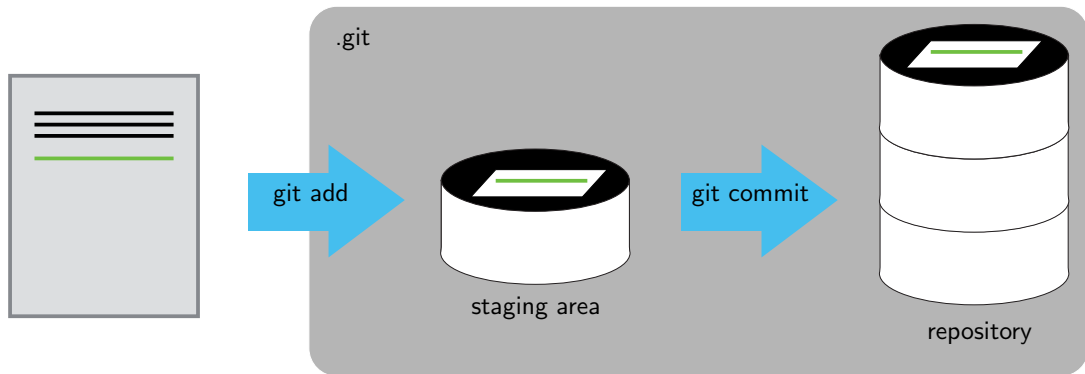 .git
git add
git commit
staging area
repository